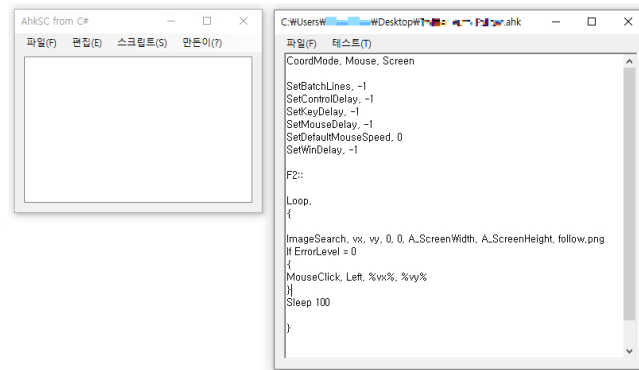 AhkSC from C#
파일(F) 편집(E) 스크립트(S) 만든이(?)
C:₩Users₩ ₩Desktop₩ .ahk
파일(F) 테스트(T)
CoordMode, Mouse, Screen
SetBatchLines, -1
SetControlDelay, -1
SetKeyDelay, -1
SetMouseDelay, -1
SetDefaultMouseSpeed, 0
SetWinDelay, -1
F2::
Loop,
{
ImageSearch, vx, vy, 0, 0, A_ScreenWidth, A_ScreenHeight, follow.png
If ErrorLevel = 0
{
MouseClick, Left, %vx%, %vy%
}
Sleep 100
}